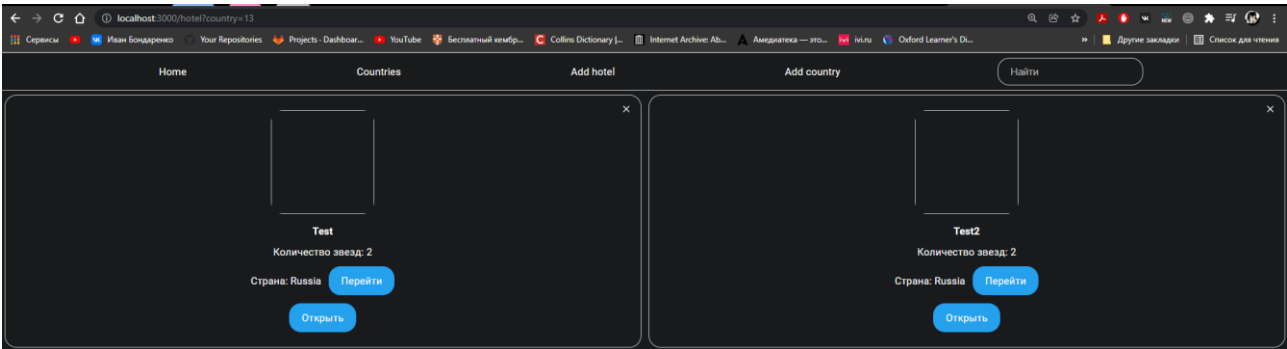 localhost:3000/hotel?country=13
Сервисы Иван Бондаренко Your Repositories Projects - Dashboar... YouTube Бесплатный кембр... Collins Dictionary |... Internet Archive: Ab... Амедиатека — это... ivi ivi.ru Oxford Learner's Di... » Другие закладки Список для чтения
Home Countries Add hotel Add country Найти
Test
Количество звезд: 2
Страна: Russia Перейти
Открыть
Test2
Количество звезд: 2
Страна: Russia Перейти
Открыть